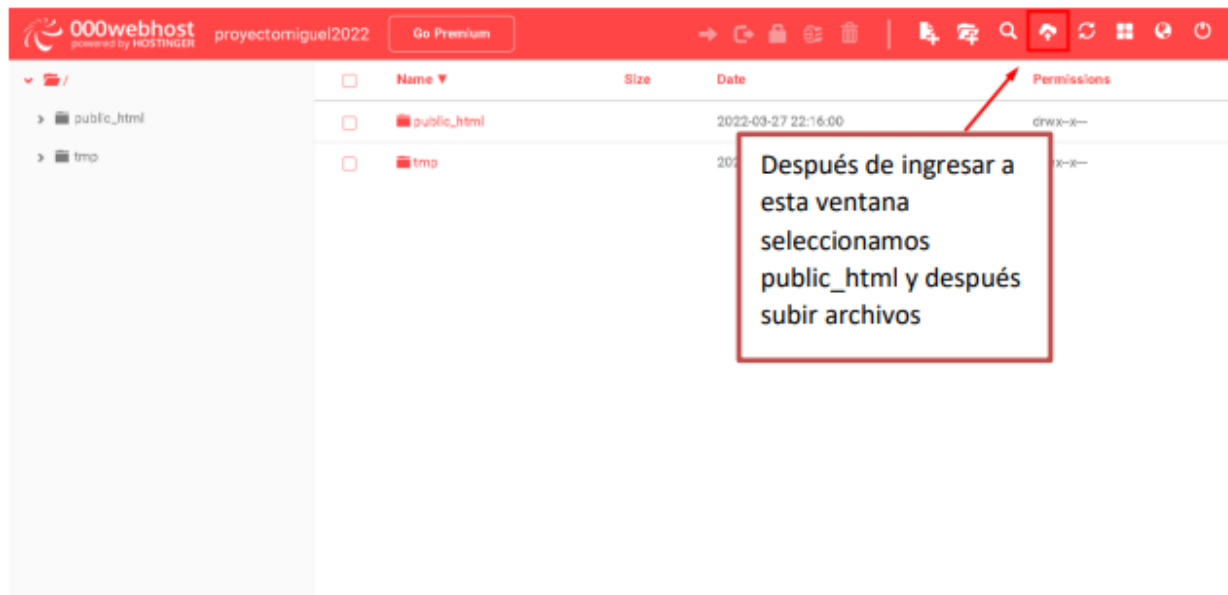 000webhost proyectomiguel2022 Go Premium
powered by HOSTINGER
/ Name ▼ Size Date Permissions
public_html public_html 2022-03-27 22:16:00 drwx--x---
tmp tmp
Después de ingresar a
esta ventana
seleccionamos
public_html y después
subir archivos